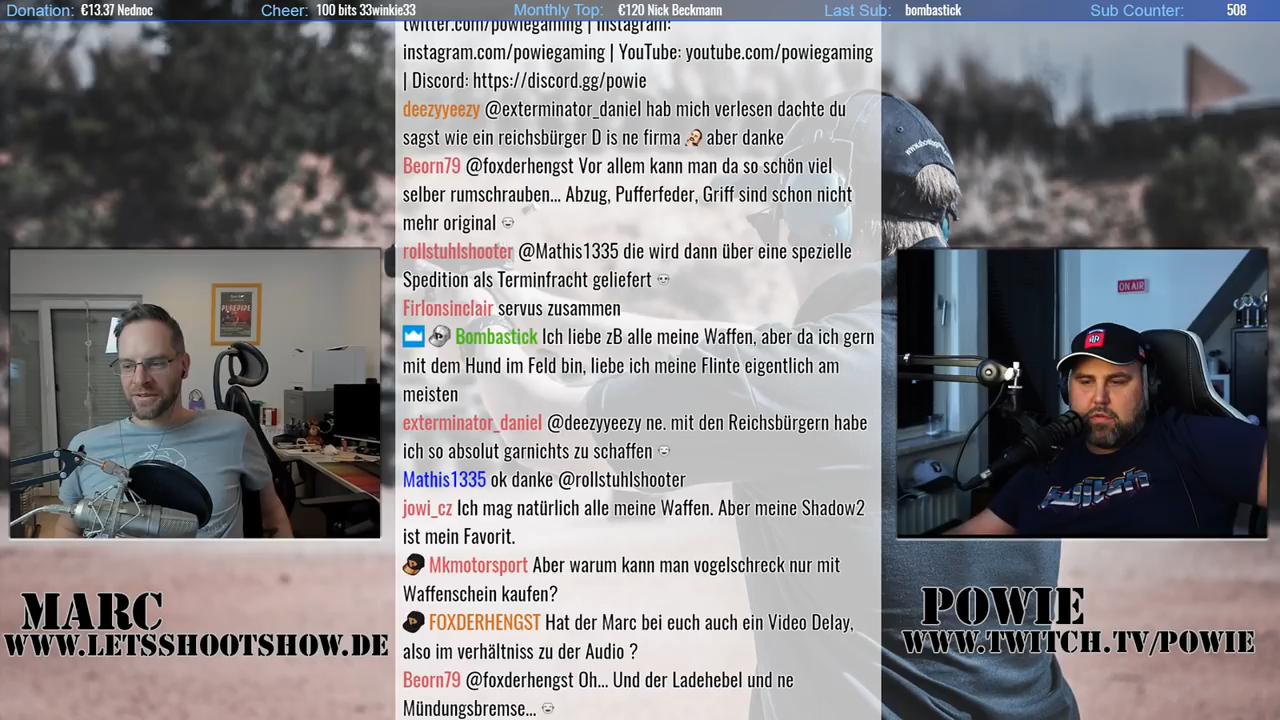 Donation: €13.37 Nednoc Cheer: 100 bits 33winkie33 Monthly Top: €120 Nick Beckmann Last Sub: bombastick Sub Counter: 508
twitter.com/powiegaming | Instagram:
instagram.com/powiegaming | YouTube: youtube.com/powiegaming
| Discord: https://discord.gg/powie
deezyyeezy @exterminator_daniel hab mich verlesen dachte du
sagst wie ein reichsbürger D is ne firma aber danke
Beorn79 @foxderhengst Vor allem kann man da so schön viel
selber rumschrauben... Abzug, Pufferfeder, Griff sind schon nicht
mehr original
rollstuhlshooter @Mathis1335 die wird dann über eine spezielle
Spedition als Terminfracht geliefert
Firlonsinclair servus zusammen
Bombastick Ich liebe zB alle meine Waffen, aber da ich gern
mit dem Hund im Feld bin, liebe ich meine Flinte eigentlich am
meisten
exterminator_daniel @deezyyeezy ne. mit den Reichsbürgern habe
ich so absolut garnichts zu schaffen
Mathis1335 ok danke @rollstuhlshooter
jowi_cz Ich mag natürlich alle meine Waffen. Aber meine Shadow2
ist mein Favorit.
Mkmotorsport Aber warum kann man vogelschreck nur mit
Waffenschein kaufen?
FOXDERHENGST Hat der Marc bei euch auch ein Video Delay,
also im verhältniss zu der Audio ?
Beorn79 @foxderhengst Oh... Und der Ladehebel und ne
Mündungsbremse...
ON AIR
MARC
WWW.LETSSHOOTSHOW.DE
POWIE
WWW.TWITCH.TV/POWIE